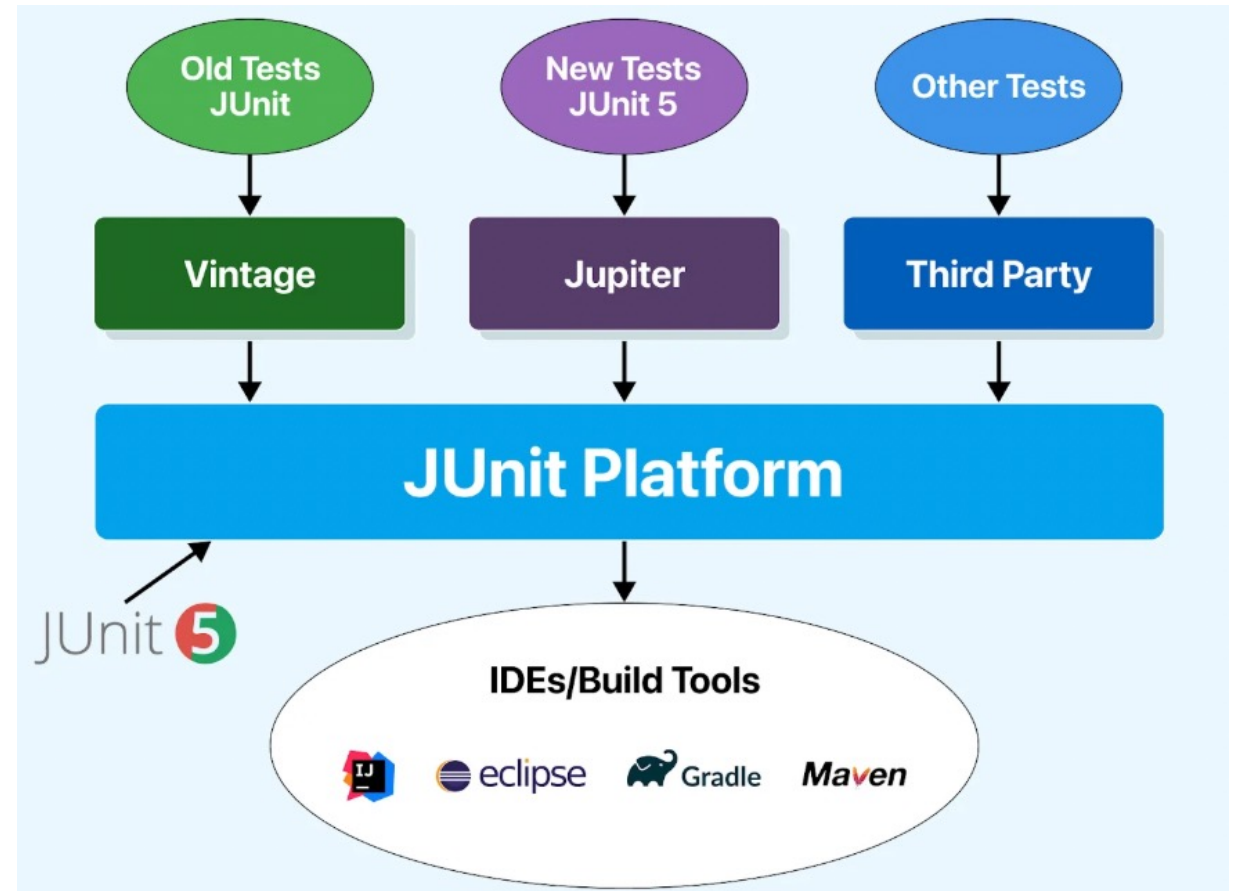 Old Tests
JUnit
New Tests
JUnit 5
Other Tests
Vintage
Jupiter
Third Party
JUnit Platform
JUnit 5
IDEs/Build Tools
IJ
eclipse
Gradle
Maven